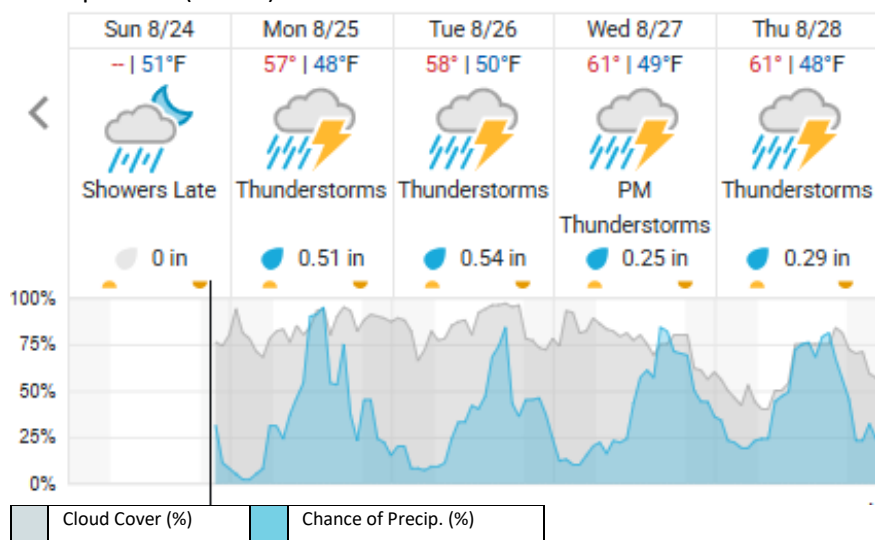 Sun 8/24 Mon 8/25 Tue 8/26 Wed 8/27 Thu 8/28
-- | 51°F 57° | 48°F 58° | 50°F 61° | 49°F 61° | 48°F
Showers Late Thunderstorms Thunderstorms PM Thunderstorms
Thunderstorms
0 in 0.51 in 0.54 in 0.25 in 0.29 in
100%
75%
50%
25%
0%
Cloud Cover (%) Chance of Precip. (%)